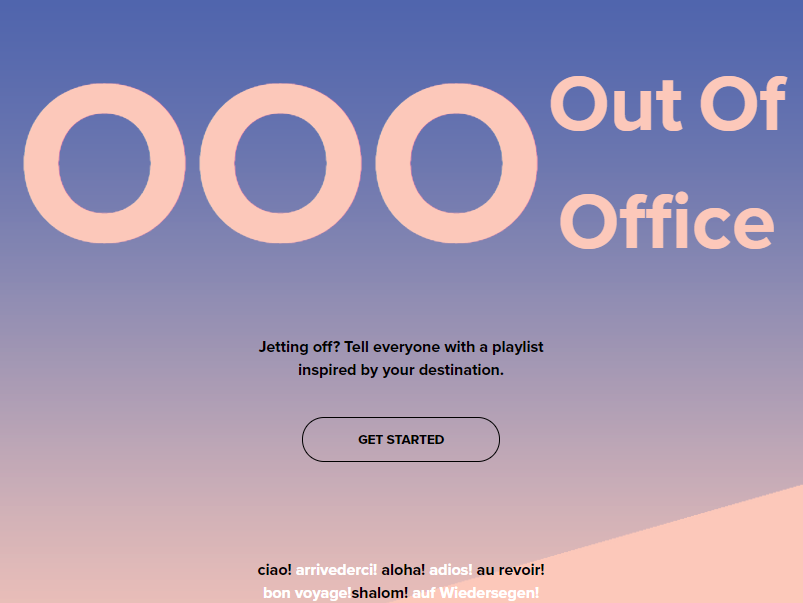 OOO
Out Of
Office
Jetting off? Tell everyone with a playlist
inspired by your destination.
GET STARTED
ciao! arrivederci! aloha! adios! au revoir!
bon voyage!shalom! auf Wiedersegen!